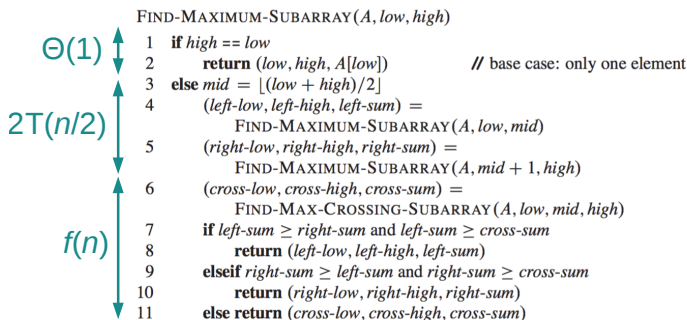 FIND-MAXIMUM-SUBARRAY(A, low, high)
Θ(1)
1 if high == low
2 return (low, high, A[low]) // base case: only one element
3 else mid = ⌊(low + high)/2⌋
4 (left-low, left-high, left-sum) =
2T(n/2)
FIND-MAXIMUM-SUBARRAY(A, low, mid)
5 (right-low, right-high, right-sum) =
FIND-MAXIMUM-SUBARRAY(A, mid + 1, high)
6 (cross-low, cross-high, cross-sum) =
FIND-MAX-CROSSING-SUBARRAY(A, low, mid, high)
7 if left-sum ≥ right-sum and left-sum ≥ cross-sum
f(n)
8 return (left-low, left-high, left-sum)
9 elseif right-sum ≥ left-sum and right-sum ≥ cross-sum
10 return (right-low, right-high, right-sum)
11 else return (cross-low, cross-high, cross-sum)